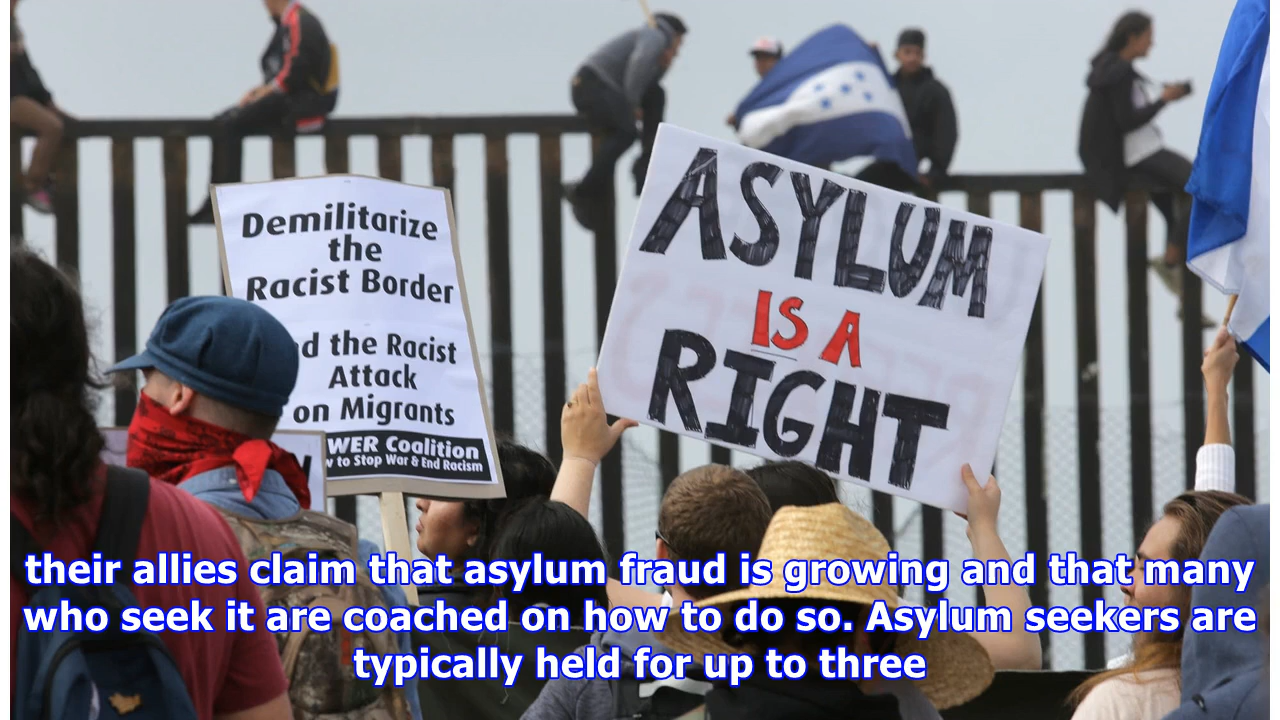 Demilitarize
the
Racist Border
d the Racist
Attack
on Migrants
WER Coalition
to Stop War & End Racism
ASYLUM
IS A
RIGHT
their allies claim that asylum fraud is growing and that many
who seek it are coached on how to do so. Asylum seekers are
typically held for up to three